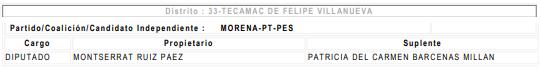 Distrito : 33-TECAMAC DE FELIPE VILLANUEVA
Partido/Coalición/Candidato Independiente : MORENA-PT-PES
Cargo Propietario Suplente
DIPUTADO MONTSERRAT RUIZ PAEZ PATRICIA DEL CARMEN BARCENAS MILLAN